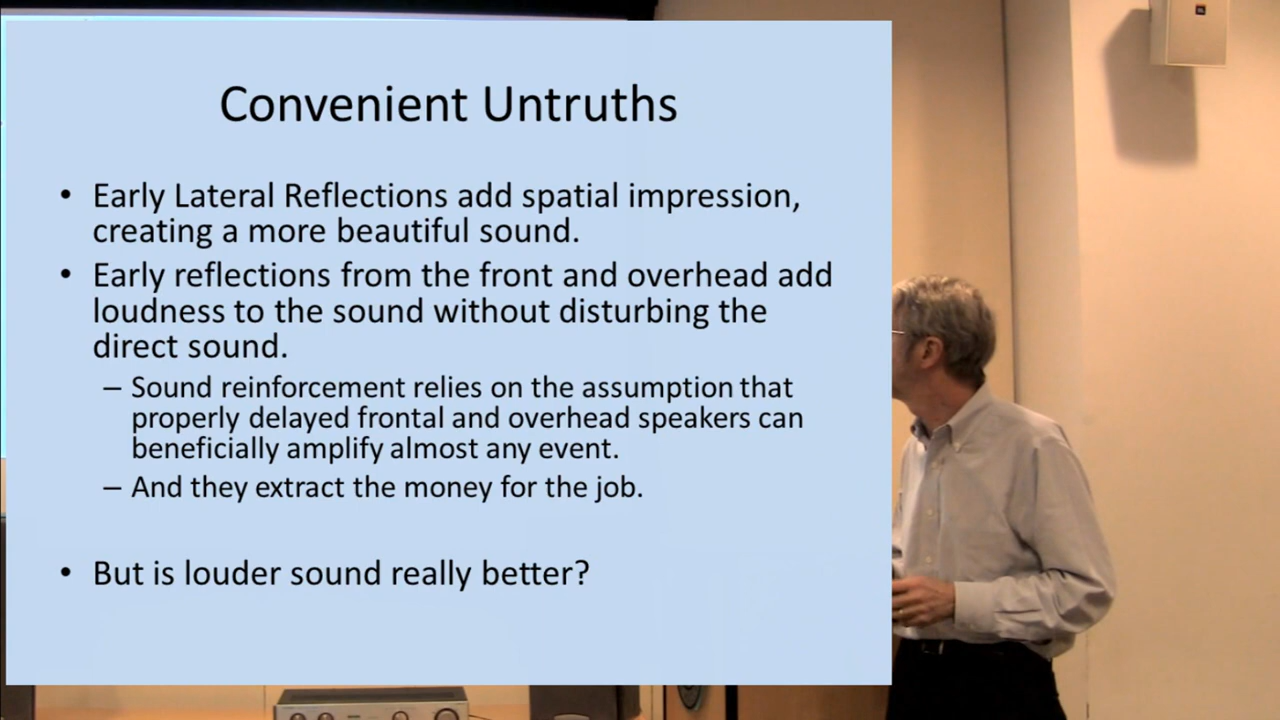 Convenient Untruths
• Early Lateral Reflections add spatial impression,
creating a more beautiful sound.
• Early reflections from the front and overhead add
loudness to the sound without disturbing the
direct sound.
– Sound reinforcement relies on the assumption that
properly delayed frontal and overhead speakers can
beneficially amplify almost any event.
– And they extract the money for the job.
• But is louder sound really better?